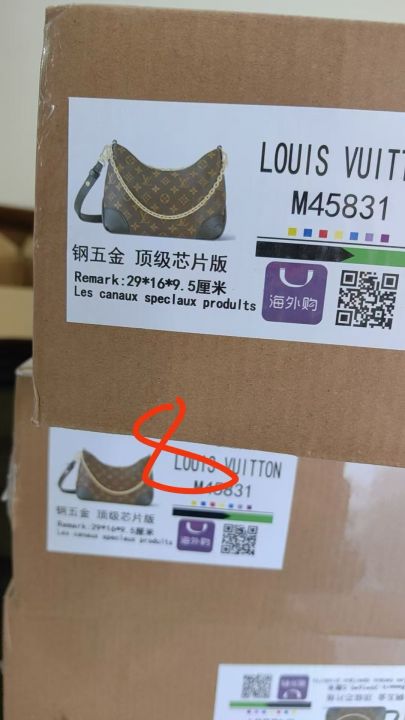 LOUIS VUITT
M45831
钢五金 顶级芯片版
Remark:29*16*9.5厘米
Les canaux speclaux prodults
海外购
8
LOUIS VUITTON
M45831
钢五金 顶级芯片版
Remark:29*16*9.5厘米
Les canaux speclaux prodults
海外购